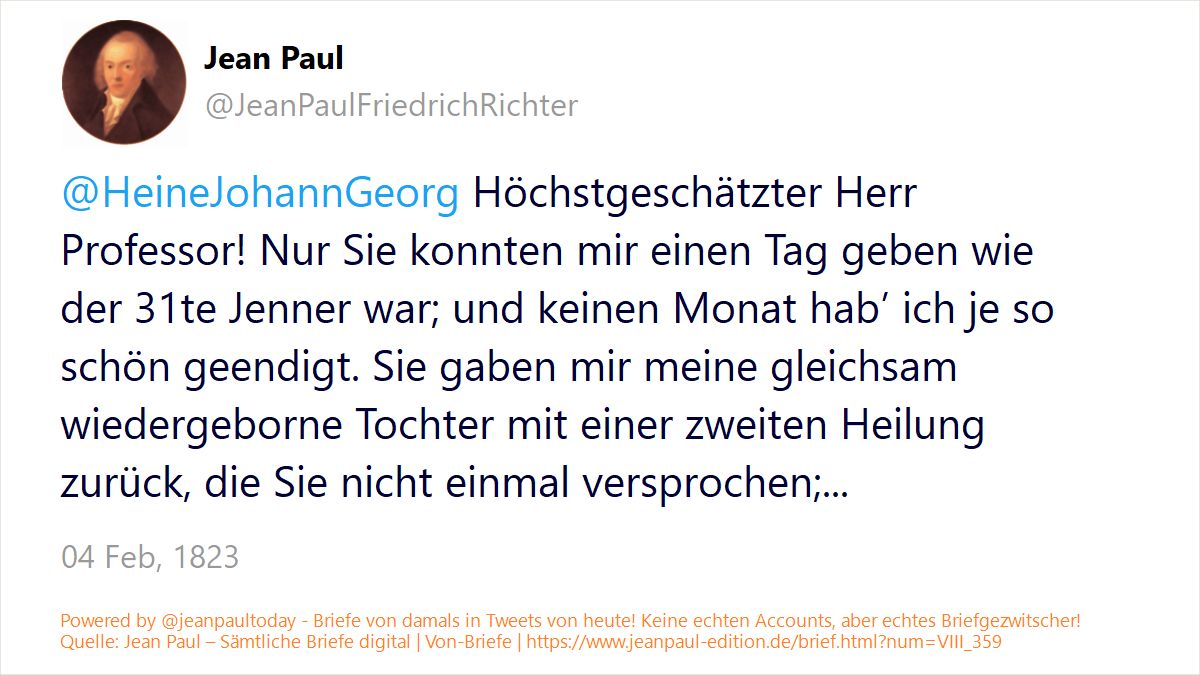 Jean Paul
@JeanPaulFriedrichRichter
@HeineJohannGeorg Höchstgeschätzter Herr
Professor! Nur Sie konnten mir einen Tag geben wie
der 31te Jenner war; und keinen Monat hab’ ich je so
schön geendigt. Sie gaben mir meine gleichsam
wiedergeborne Tochter mit einer zweiten Heilung
zurück, die Sie nicht einmal versprochen;...
04 Feb, 1823
Powered by @jeanpaultoday - Briefe von damals in Tweets von heute! Keine echten Accounts, aber echtes Briefgezwitscher!
Quelle: Jean Paul – Sämtliche Briefe digital | Von-Briefe | https://www.jeanpaul-edition.de/brief.html?num=VIII_359